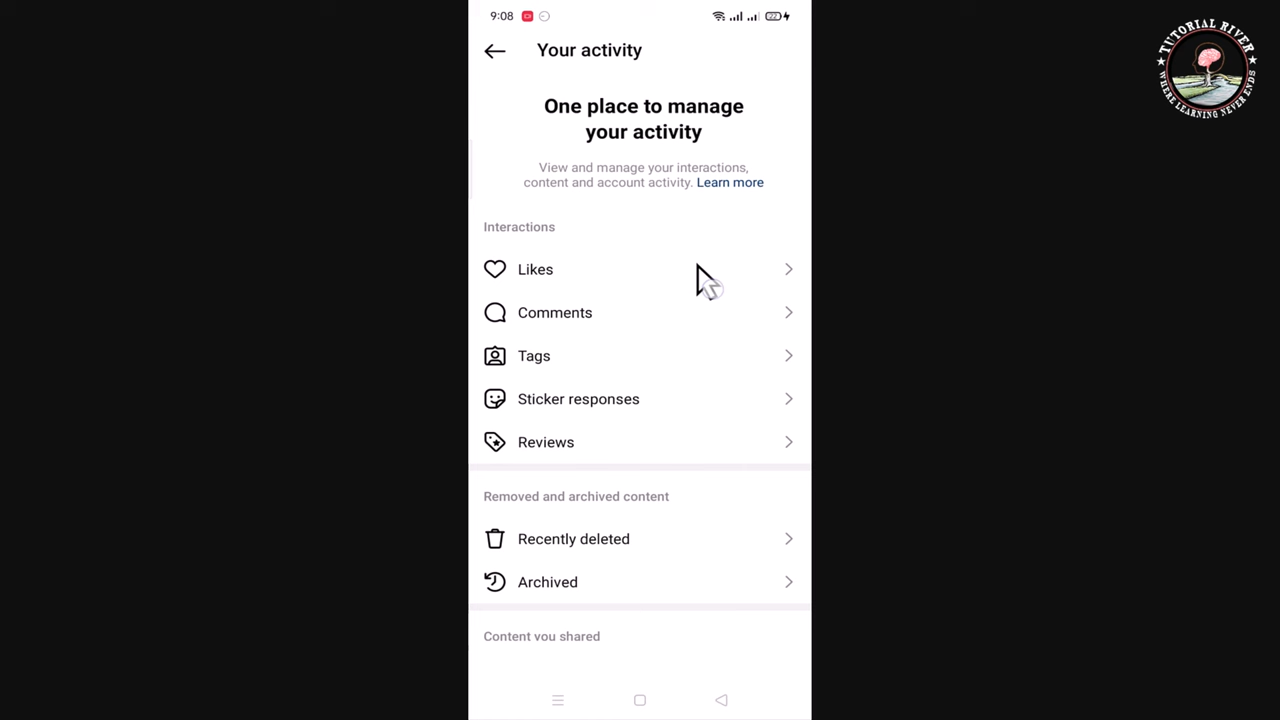 9:08
22
Your activity
One place to manage
your activity
View and manage your interactions,
content and account activity. Learn more
Interactions
Likes
Comments
Tags
Sticker responses
Reviews
Removed and archived content
Recently deleted
Archived
Content you shared
TUTORIAL RIVER
WHERE LEARNING NEVER ENDS